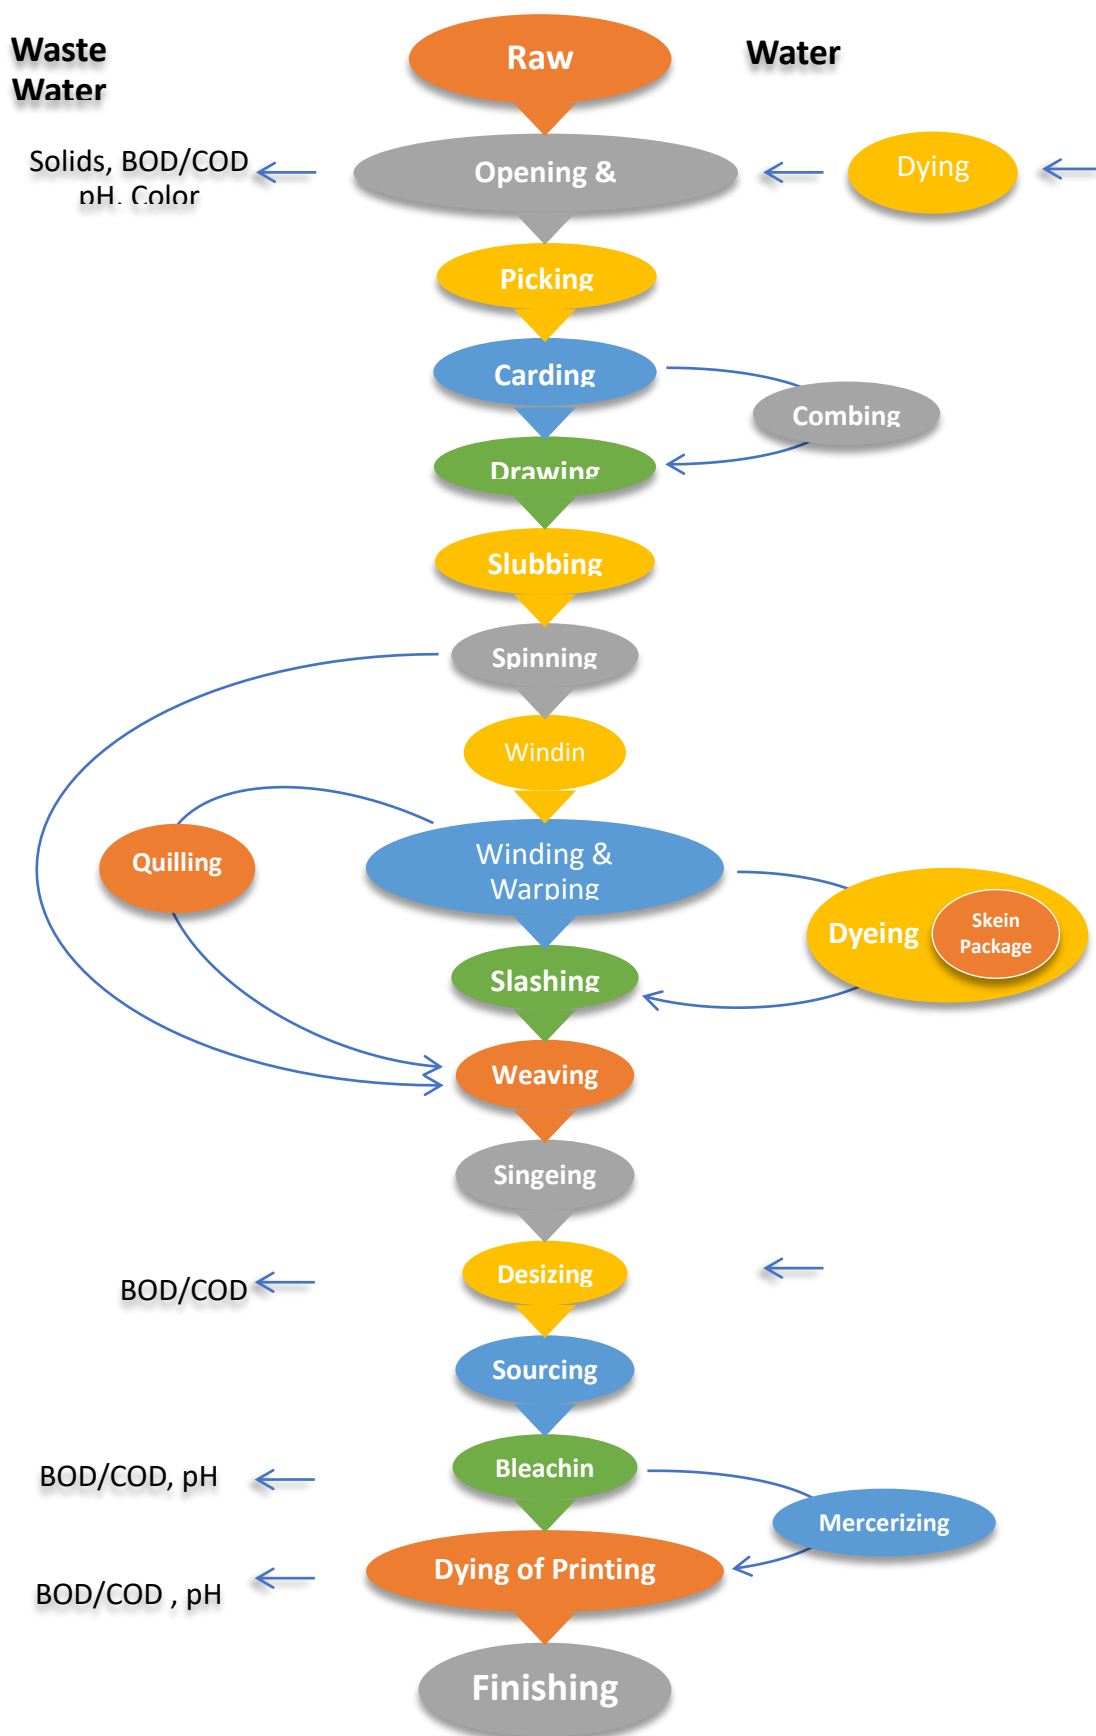 Waste
Water
Raw
Water
Solids, BOD/COD
pH, Color
Opening &
Dying
Picking
Carding
Combing
Drawing
Slubbing
Spinning
Windin
Winding &
Warping
Quilling
Dyeing
Skein
Package
Slashing
Weaving
Singeing
BOD/COD
Desizing
Sourcing
BOD/COD, pH
Bleachin
Mercerizing
BOD/COD , pH
Dying of Printing
Finishing